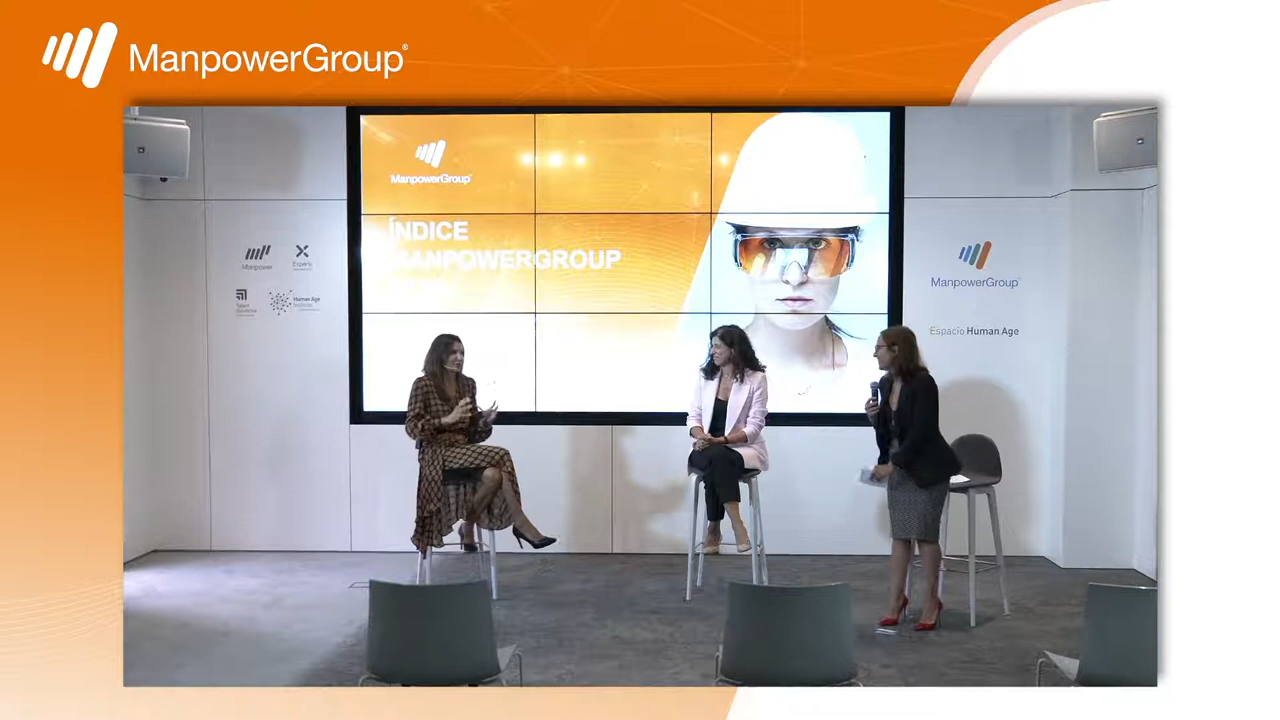 ManpowerGroup
ManpowerGroup
ÍNDICE
MANPOWERGROUP
Manpower
Experis
Talent
Solutions
Human Age
Institute
ManpowerGroup
Espacio Human Age